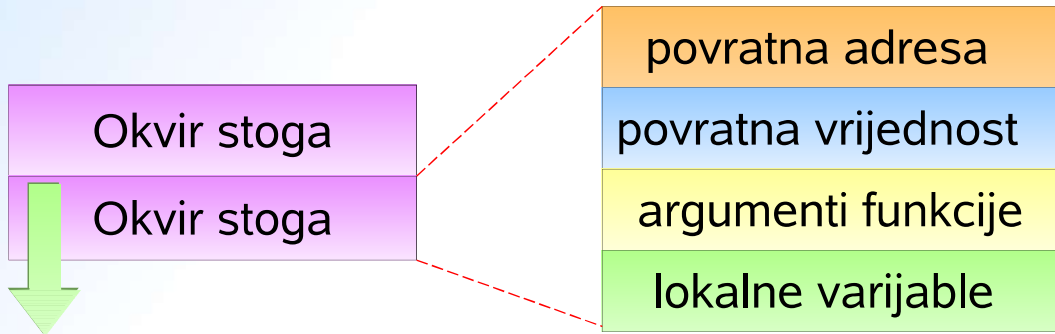 Okvir stoga
Okvir stoga
povratna adresa
povratna vrijednost
argumenti funkcije
lokalne varijable